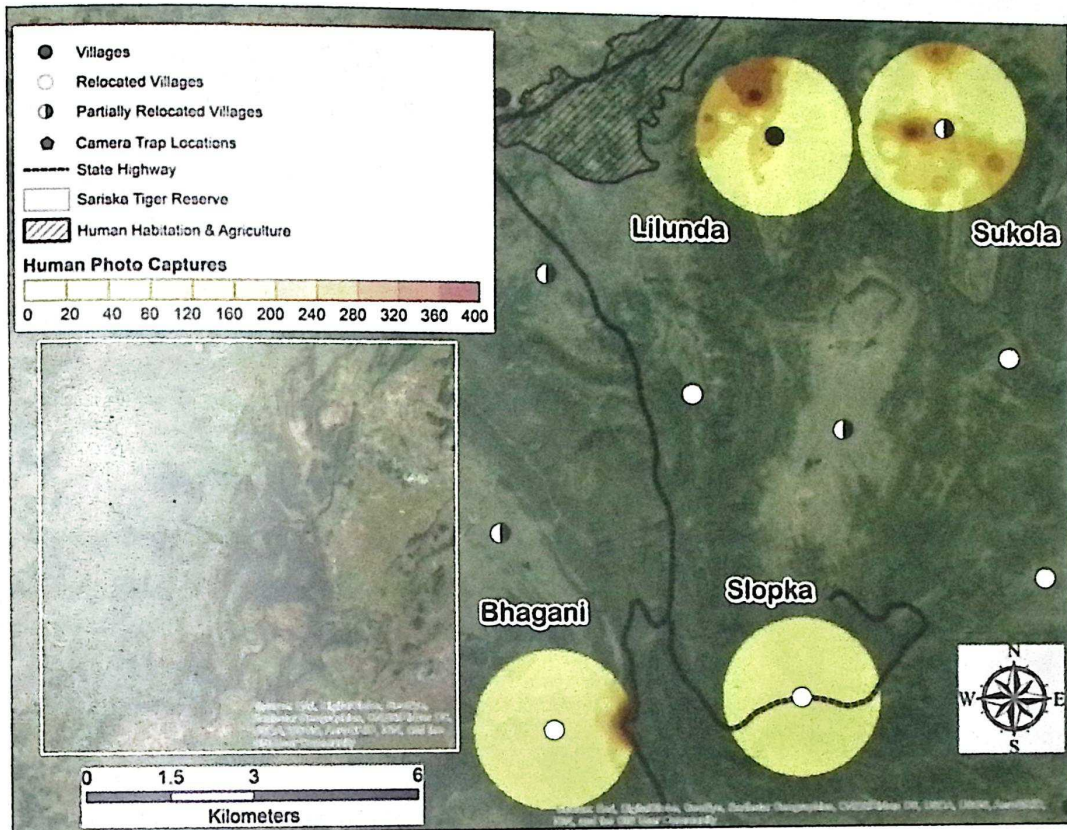 Villages
Relocated Villages
Partially Relocated Villages
Camera Trap Locations
State Highway
Sariska Tiger Reserve
Human Habitation & Agriculture
Human Photo Captures
0 20 40 80 120 160 200 240 280 320 360 400
Lilunda
Sukola
Bhagani
Slopka
N
W E
S
0 1.5 3 6
Kilometers